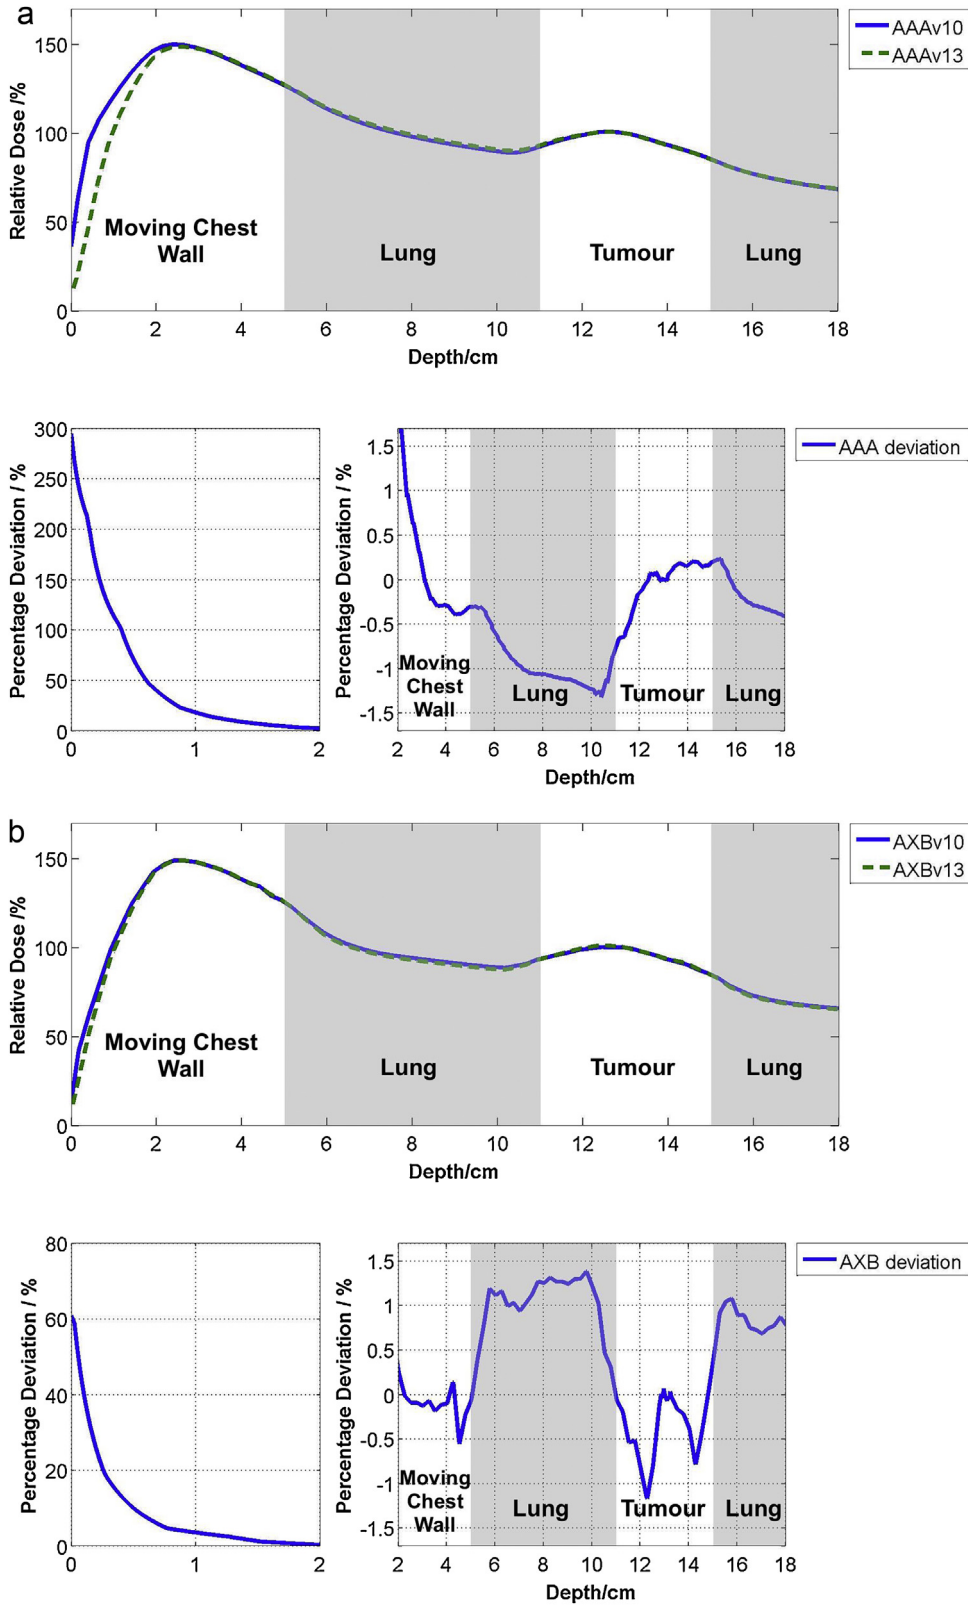 a
AAAv10
AAAv13
Relative Dose /%
150
100
50
0
Moving Chest
Wall
Lung
Tumour
Lung
0 2 4 6 8 10 12 14 16 18
Depth/cm
Percentage Deviation / %
300
250
200
150
100
50
0
0 1 2
Percentage Deviation / %
1.5
1
0.5
0
-0.5
-1
-1.5
Moving
Chest
Wall
Lung
Tumour
Lung
2 4 6 8 10 12 14 16 18
Depth/cm
AAA deviation
b
AXBv10
AXBv13
Relative Dose /%
150
100
50
0
Moving Chest
Wall
Lung
Tumour
Lung
0 2 4 6 8 10 12 14 16 18
Depth/cm
Percentage Deviation / %
80
60
40
20
0
0 1 2
Percentage Deviation / %
1.5
1
0.5
0
-0.5
-1
-1.5
Moving
Chest
Wall
Lung
Tumour
Lung
2 4 6 8 10 12 14 16 18
Depth/cm
AXB deviation